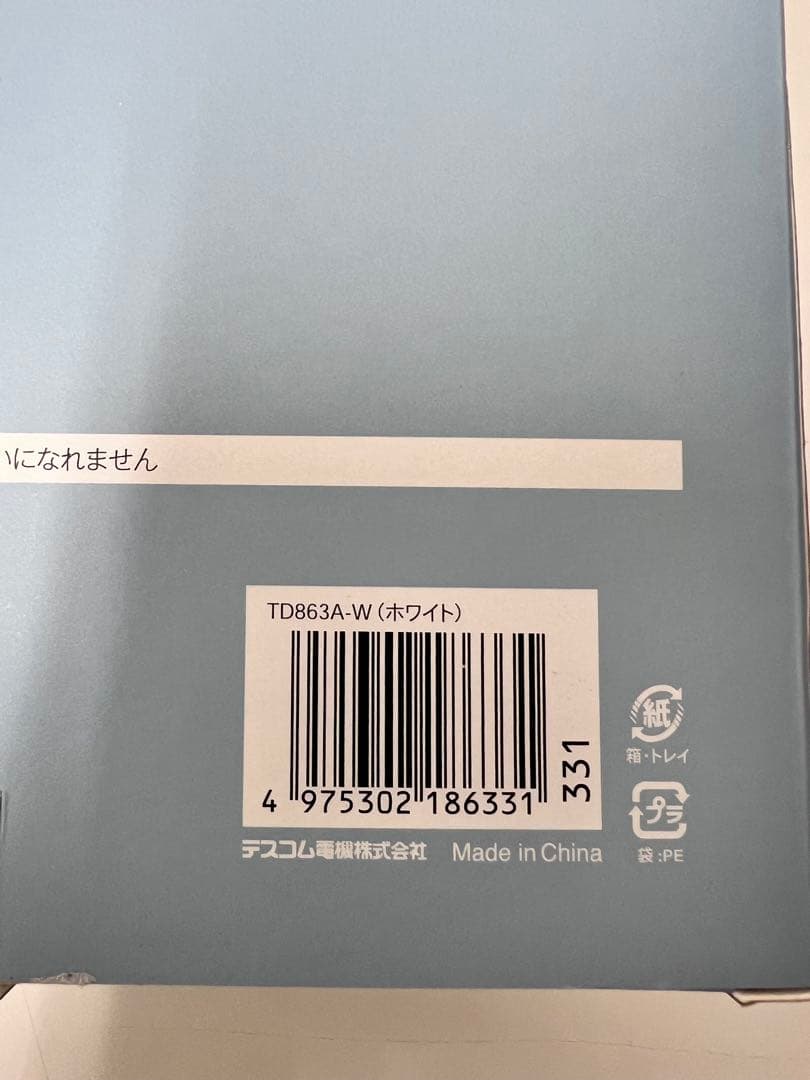 いになれません
TD863A-W（ホワイト）
4 975302 186331
331
テスコム電機株式会社 Made in China
紙
箱・トレイ
プラ
袋:PE